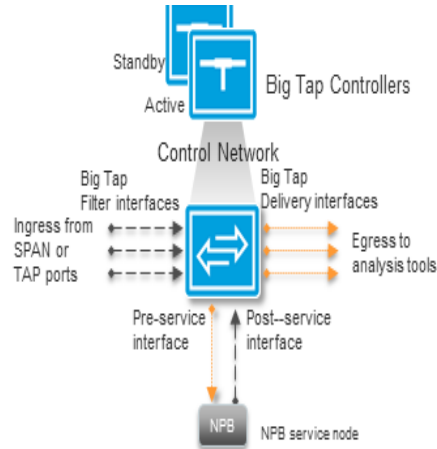 Standby
Active
Big Tap Controllers
Control Network
Big Tap
Filter interfaces
Big Tap
Delivery interfaces
Ingress from
SPAN or
TAP ports
Egress to
analysis tools
Pre-service
interface
Post--service
interface
NPB
NPB service node